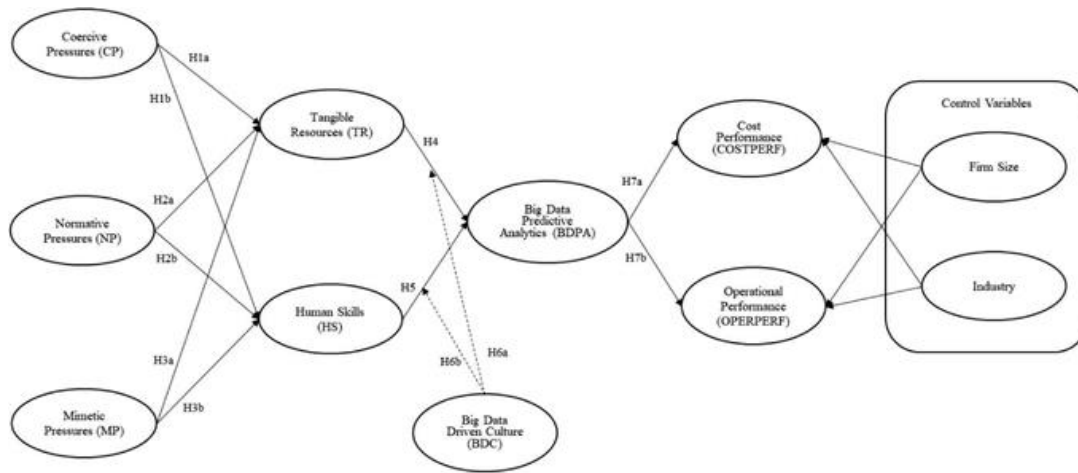 Coercive
Pressures (CP)
H1a
H1b
Normative
Pressures (NP)
H2a
H2b
Mimetic
Pressures (MP)
H3a
H3b
Tangible
Resources (TR)
Human Skills
(HS)
H4
H5
H6a
H6b
Big Data
Driven Culture
(BDC)
Big Data
Predictive
Analytics (BDPA)
H7a
H7b
Cost
Performance
(COSTPERF)
Operational
Performance
(OPERPERF)
Control Variables
Firm Size
Industry